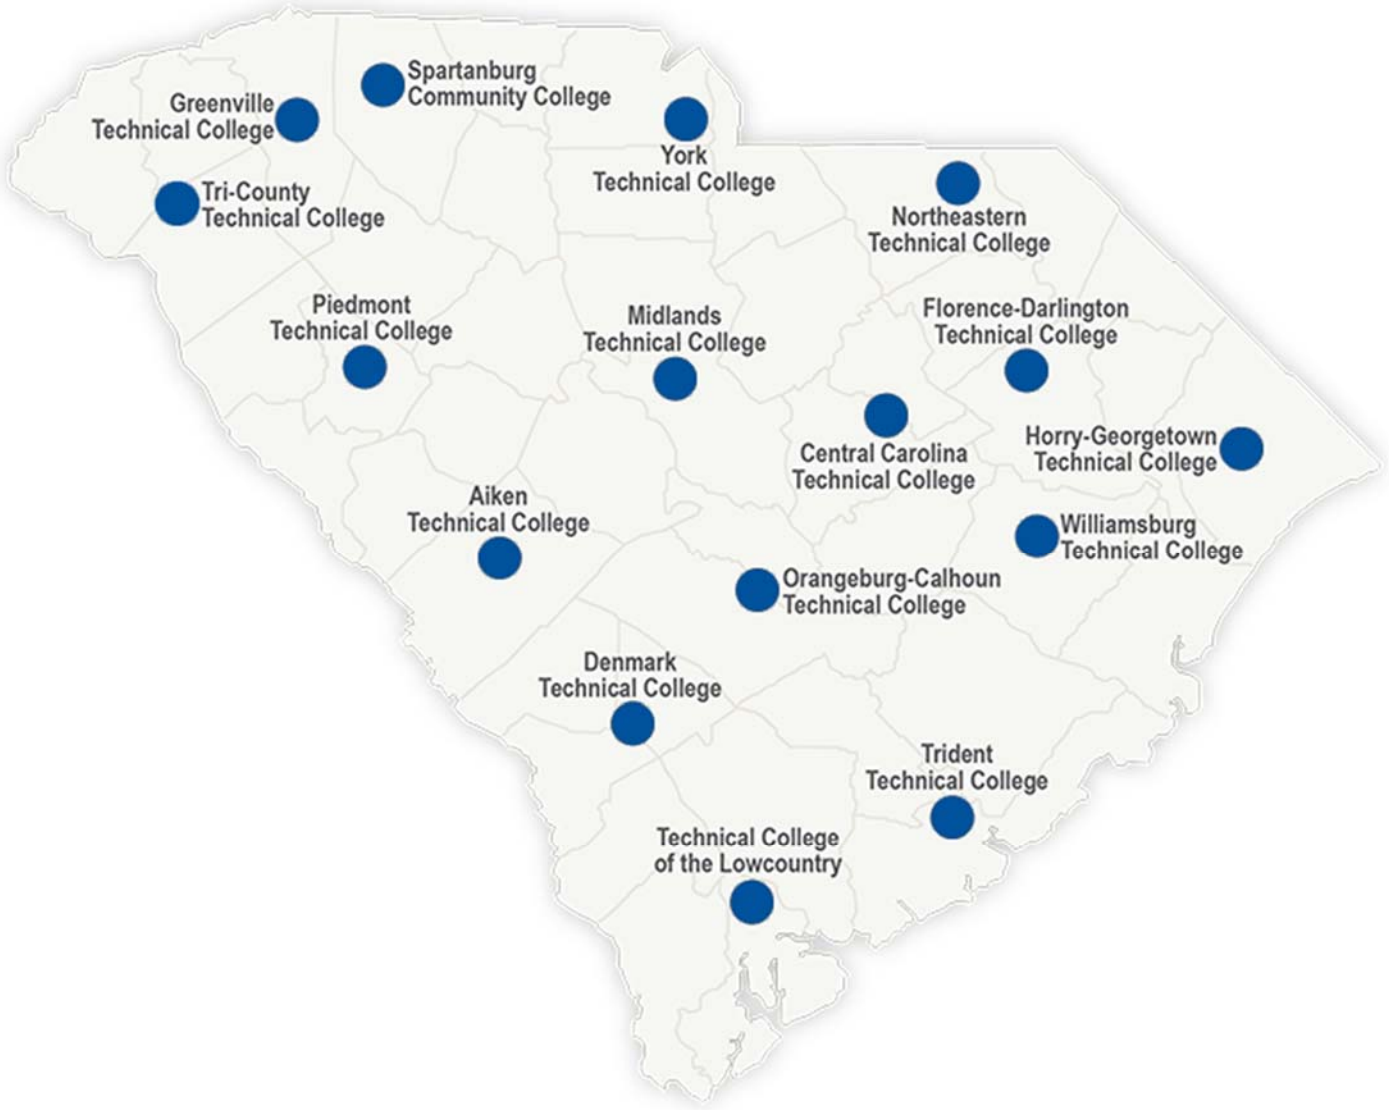 Spartanburg
Community College
Greenville
Technical College
York
Technical College
Tri-County
Technical College
Northeastern
Technical College
Piedmont
Technical College
Midlands
Technical College
Florence-Darlington
Technical College
Central Carolina
Technical College
Horry-Georgetown
Technical College
Aiken
Technical College
Williamsburg
Technical College
Orangeburg-Calhoun
Technical College
Denmark
Technical College
Trident
Technical College
Technical College
of the Lowcountry